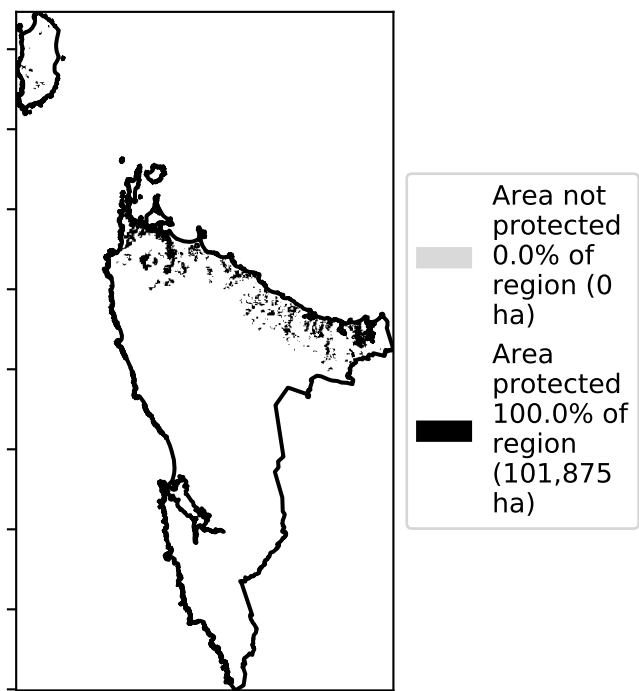 Area not
protected
0.0% of
region (0
ha)
Area
protected
100.0% of
region
(101,875
ha)